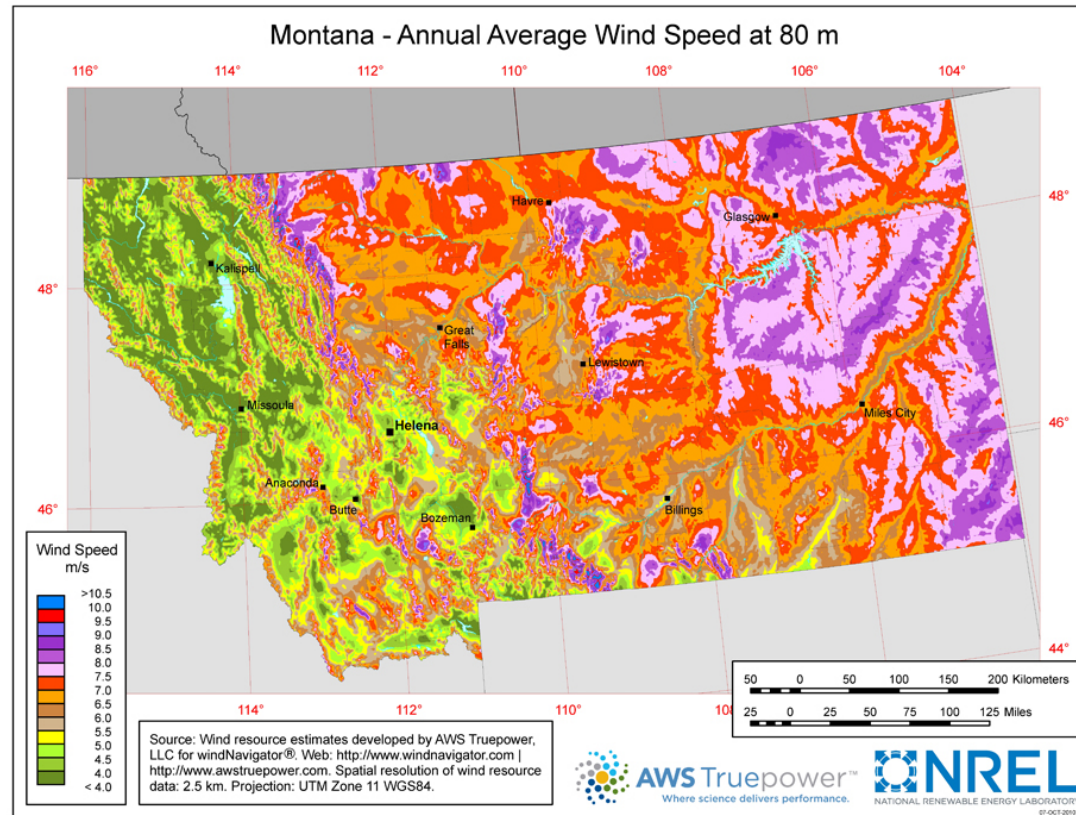 Montana - Annual Average Wind Speed at 80 m
116° 114° 112° 110° 108° 106° 104°
48°
Havre
Glasgow
Kalispell
48°
Great
Falls
Lewistown
Missoula
Helena
Miles City
46°
Anaconda
Butte
Bozeman
Billings
46°
44°
Wind Speed
m/s
>10.5
10.0
9.5
9.0
8.5
8.0
7.5
7.0
6.5
6.0
5.5
5.0
4.5
4.0
< 4.0
114° 112° 110° 108°
50 0 50 100 150 200 Kilometers
25 0 25 50 75 100 125 Miles
Source: Wind resource estimates developed by AWS Truepower,
LLC for windNavigator®. Web: http://www.windnavigator.com |
http://www.awstruepower.com. Spatial resolution of wind resource
data: 2.5 km. Projection: UTM Zone 11 WGS84.
AWS Truepower™
Where science delivers performance.
NREL
NATIONAL RENEWABLE ENERGY LABORATORY
07-OCT-2010